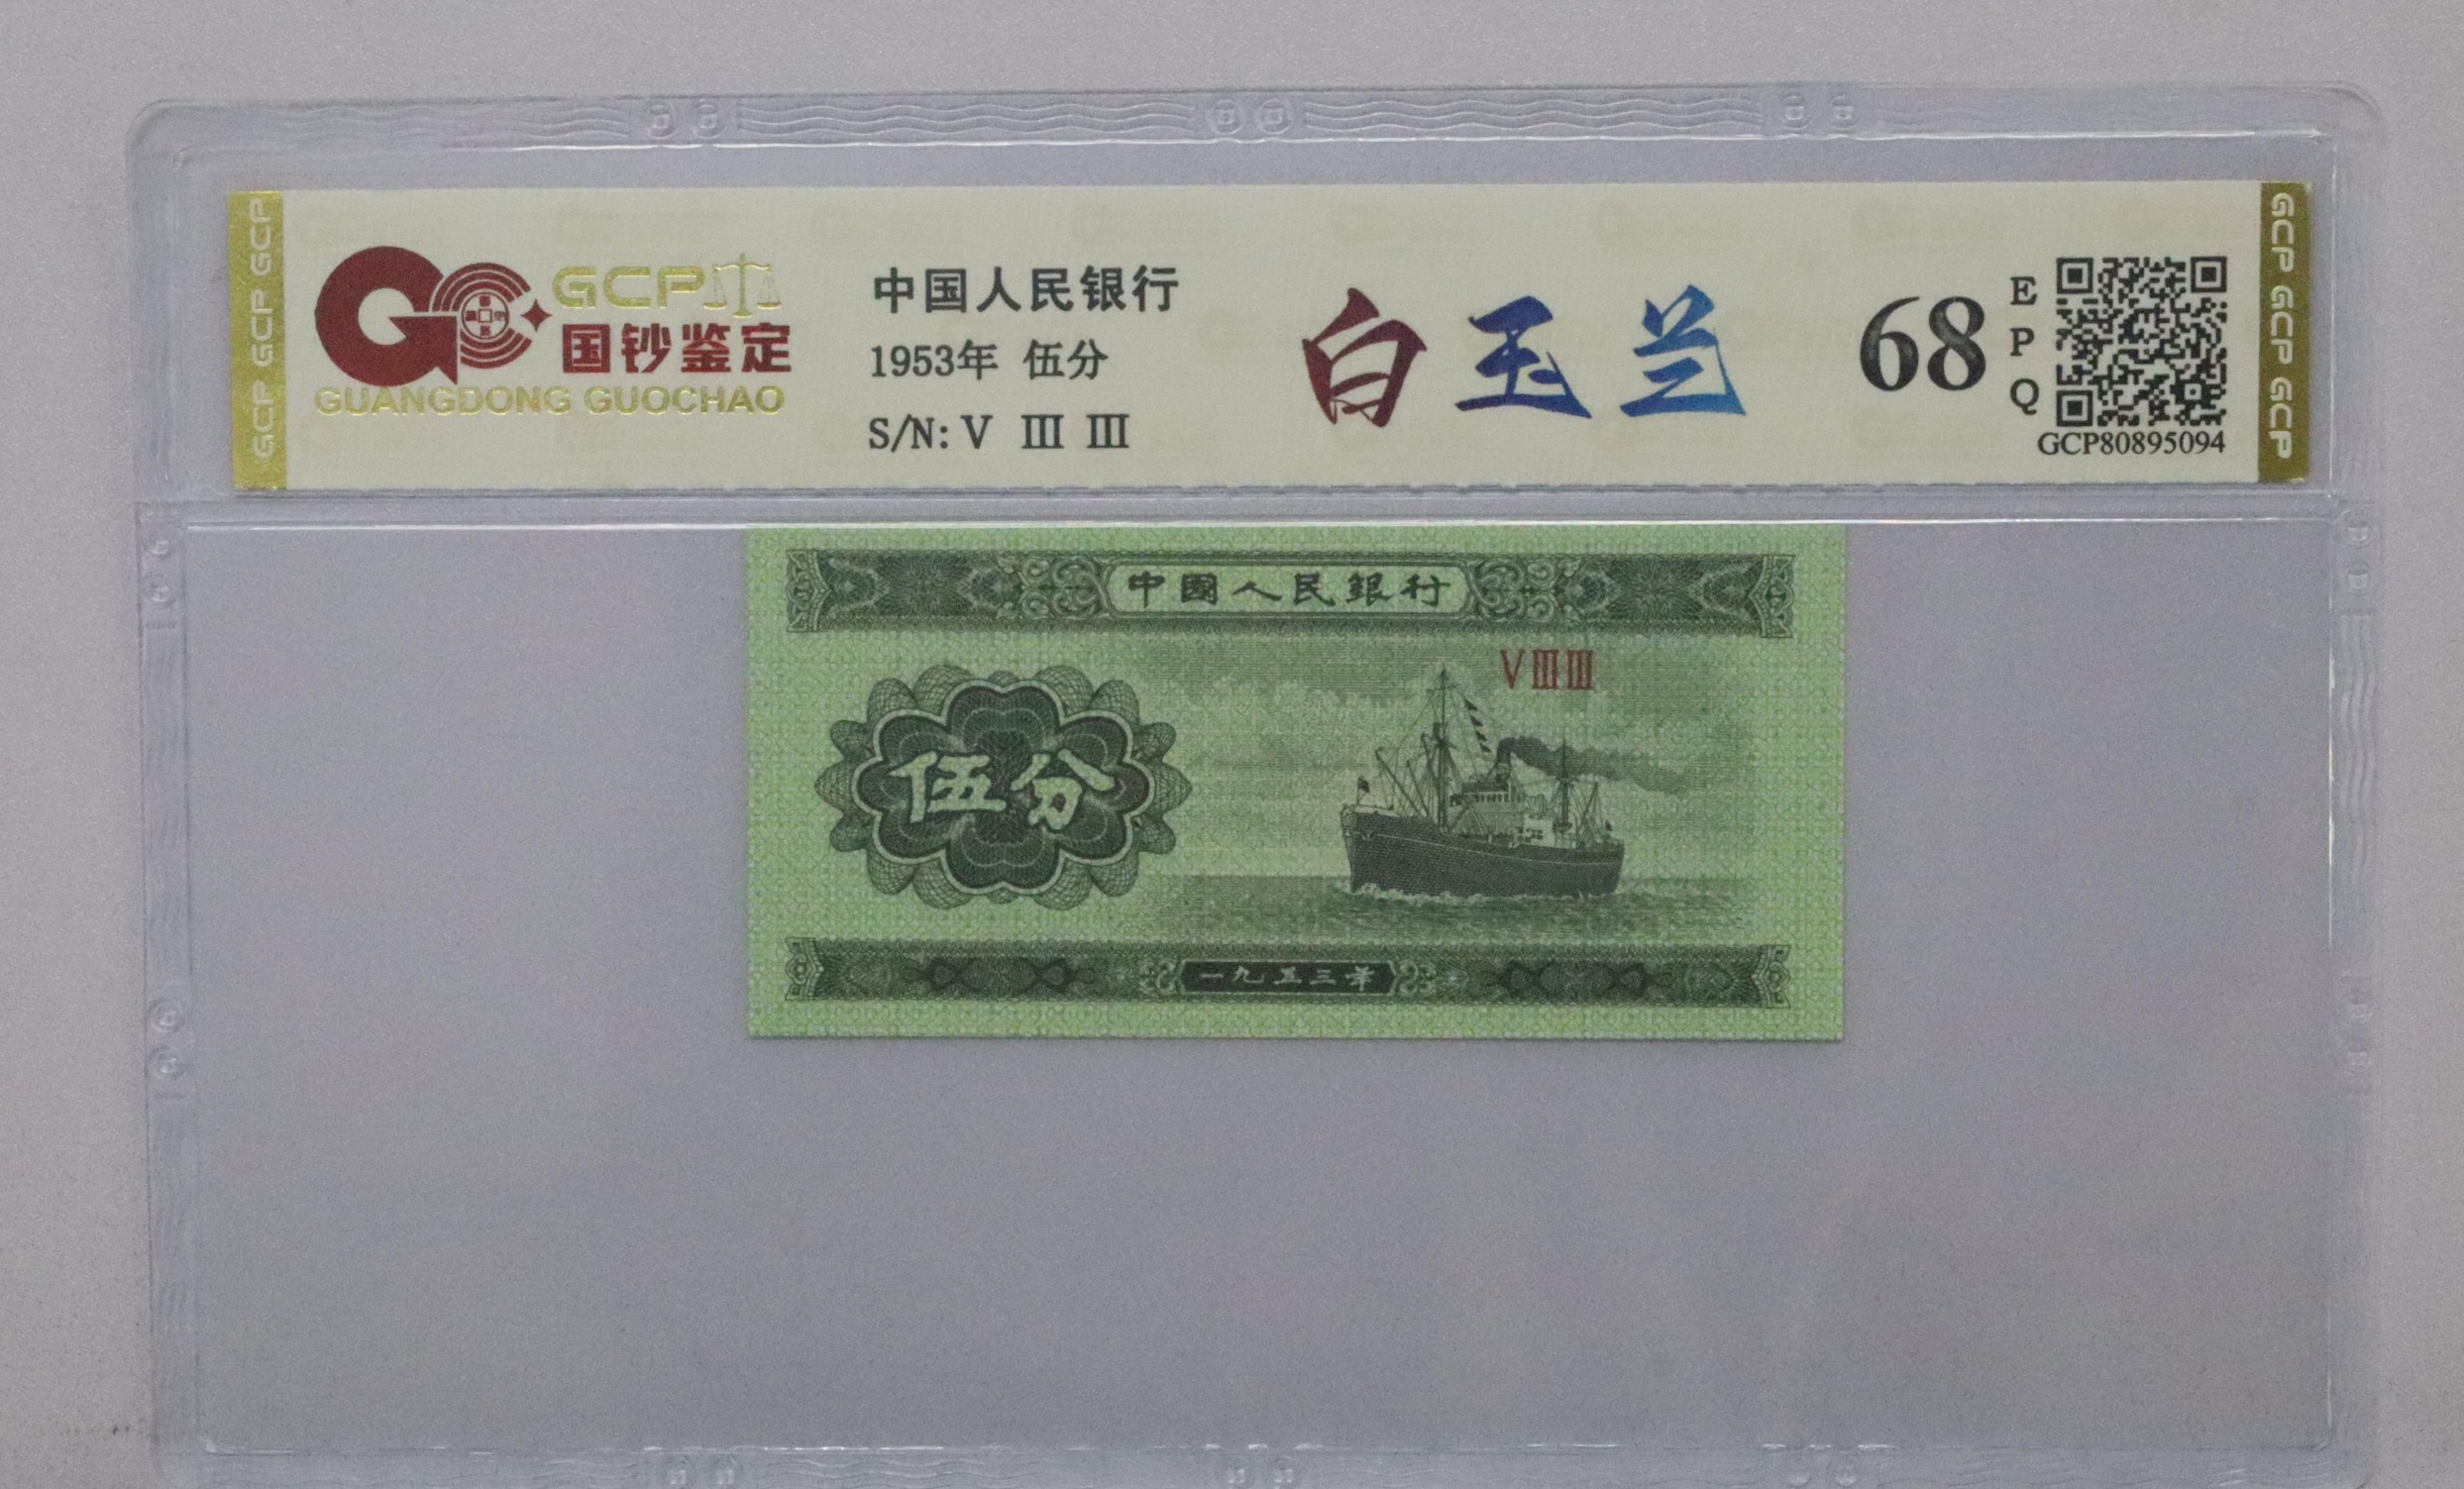 GCP GCP GCP
GCP
国钞鉴定
GUANGDONG GUOCHAO
中国人民银行
1953年 伍分
S/N: V Ⅲ Ⅲ
白玉兰
68
EPQ
GCP80895094
GCP GCP GCP
中國人民銀行
VⅢⅢ
伍分
一九五三年